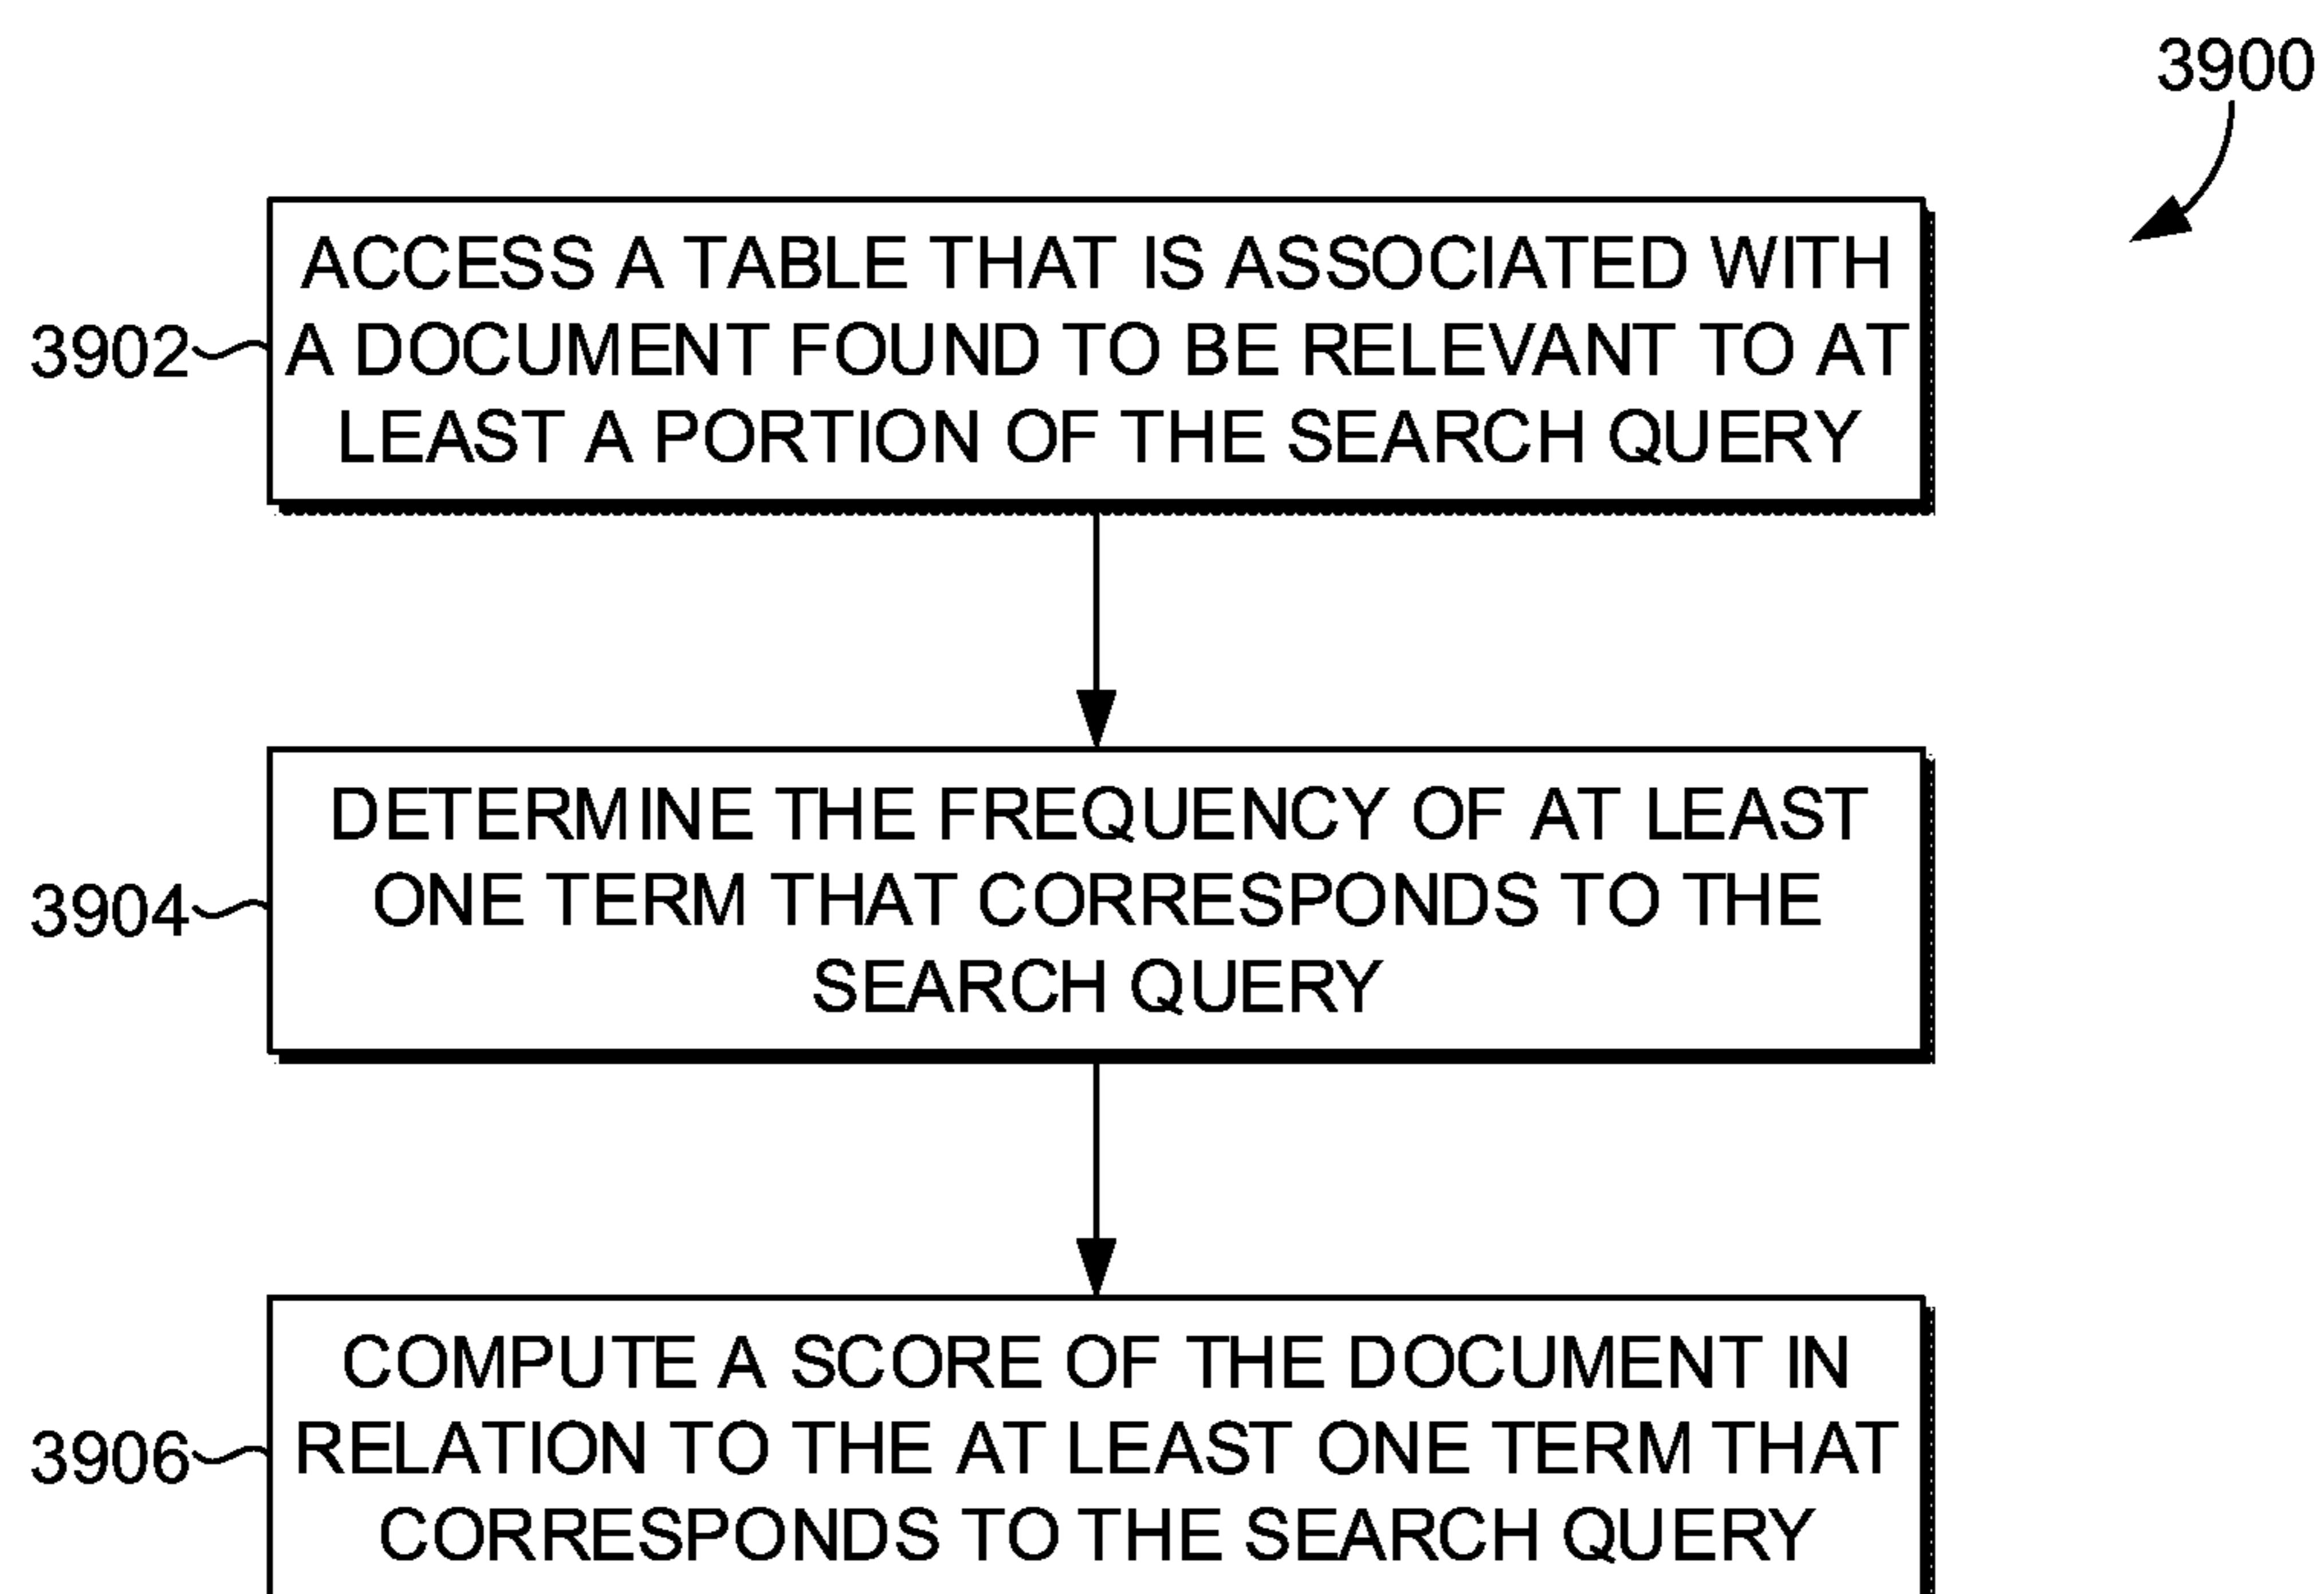 3900
ACCESS A TABLE THAT IS ASSOCIATED WITH
3902 A DOCUMENT FOUND TO BE RELEVANT TO AT
LEAST A PORTION OF THE SEARCH QUERY
DETERMINE THE FREQUENCY OF AT LEAST
3904 ONE TERM THAT CORRESPONDS TO THE
SEARCH QUERY
COMPUTE A SCORE OF THE DOCUMENT IN
3906 RELATION TO THE AT LEAST ONE TERM THAT
CORRESPONDS TO THE SEARCH QUERY